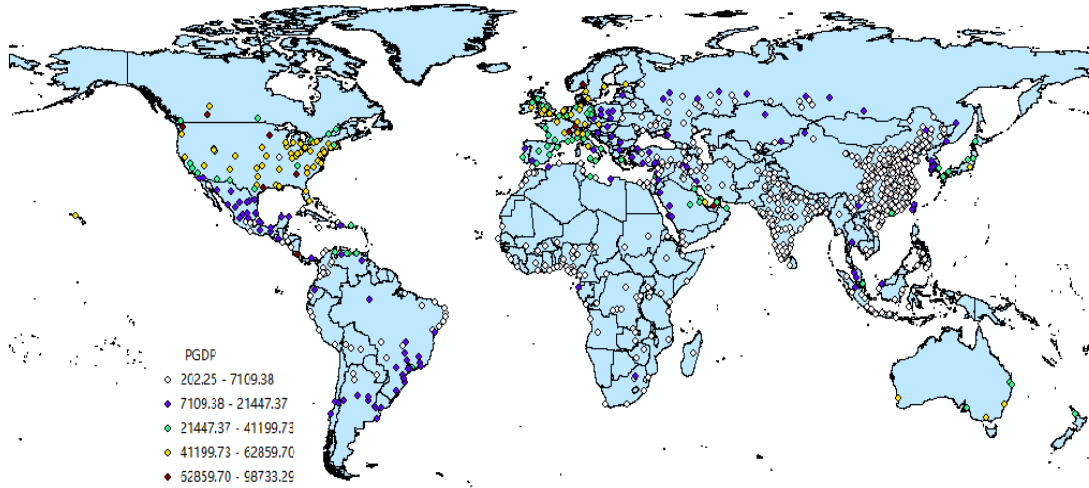 PGDP
202.25 - 7109.38
7109.38 - 21447.37
21447.37 - 41199.73
41199.73 - 62859.70
62859.70 - 98733.29